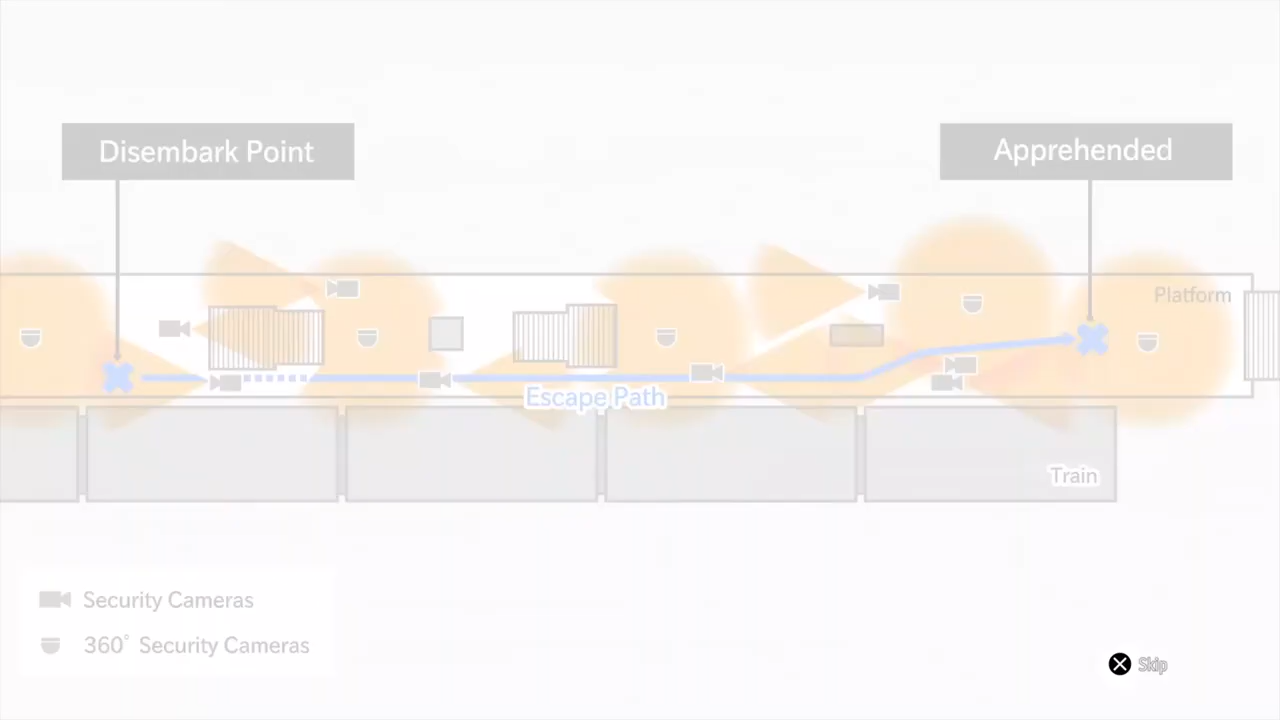 Disembark Point
Apprehended
Platform
Escape Path
Train
Security Cameras
360° Security Cameras
Skip